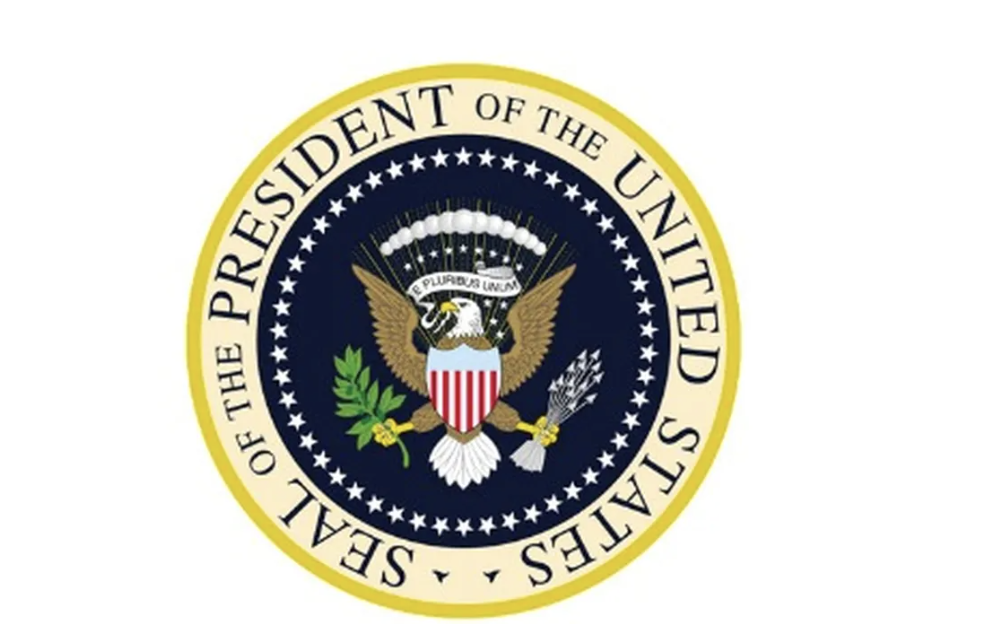 SEAL OF THE PRESIDENT OF THE UNITED STATES
E PLURIBUS UNUM